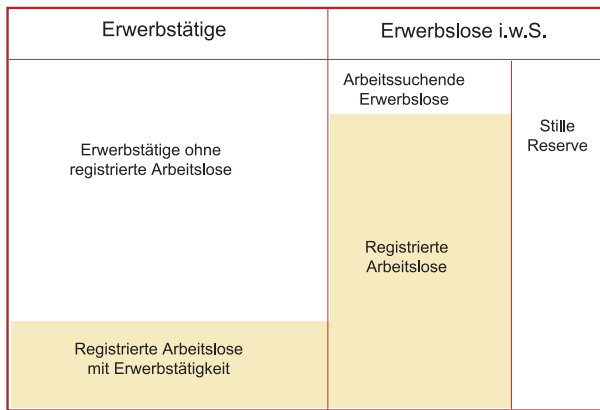 Erwerbstätige
Erwerbslose i.w.S.
Arbeitssuchende
Erwerbslose
Stille
Reserve
Erwerbstätige ohne
registrierte Arbeitslose
Registrierte
Arbeitslose
Registrierte Arbeitslose
mit Erwerbstätigkeit